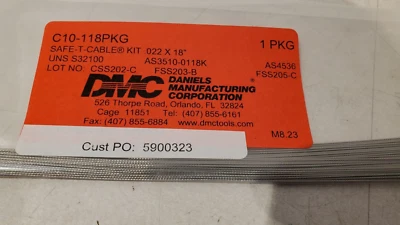 C10-118PKG 1 PKG
SAFE-T-CABLE® KIT .022 X 18"
UNS S32100 AS3510-0118K AS4536
LOT NO: CSS202-C FSS203-B FSS205-C
DMC DANIELS
MANUFACTURING
CORPORATION
526 Thorpe Road, Orlando, FL 32824
Cage 11851 Tel: (407) 855-6161
Fax: (407) 855-6884 www.dmctools.com
M8.23
Cust PO: 5900323